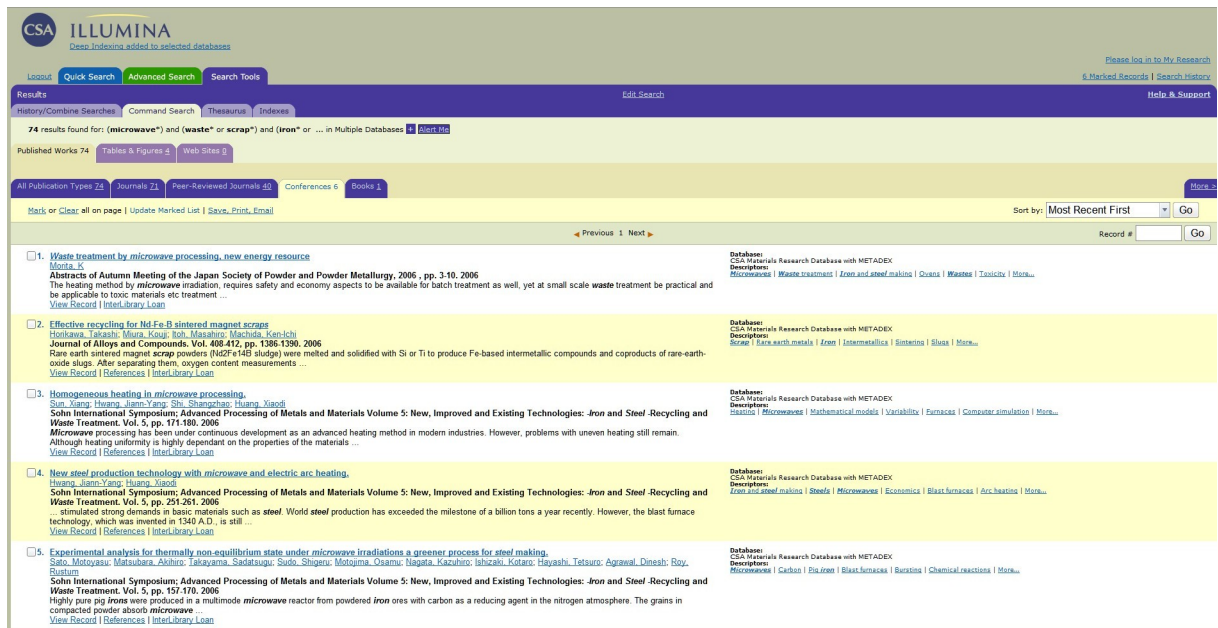 CSA ILLUMINA
Deep Indexing added to selected databases
Please log in to My Research
Logout Quick Search Advanced Search Search Tools
6 Marked Records | Search History
Results Edit Search Help & Support
History/Combine Searches Command Search Thesaurus Indexes
74 results found for: (microwave*) and (waste* or scrap*) and (iron* or ... in Multiple Databases + Alert Me
Published Works 74 Tables & Figures 4 Web Sites 0
All Publication Types 74 Journals 71 Peer-Reviewed Journals 40 Conferences 6 Books 1 More >
Mark or Clear all on page | Update Marked List | Save, Print, Email Sort by: Most Recent First Go
Previous 1 Next Record # Go
1. Waste treatment by microwave processing, new energy resource
Morita, K
Abstracts of Autumn Meeting of the Japan Society of Powder and Powder Metallurgy, 2006 , pp. 3-10. 2006
The heating method by microwave irradiation, requires safety and economy aspects to be available for batch treatment as well, yet at small scale waste treatment be practical and
be applicable to toxic materials etc treatment ...
View Record | InterLibrary Loan
Database:
CSA Materials Research Database with METADEX
Descriptors:
Microwaves | Waste treatment | Iron and steel making | Ovens | Wastes | Toxicity | More...
2. Effective recycling for Nd-Fe-B sintered magnet scraps
Horikawa, Takashi; Miura, Kouji; Itoh, Masahiro; Machida, Ken-Ichi
Journal of Alloys and Compounds. Vol. 408-412, pp. 1386-1390. 2006
Rare earth sintered magnet scrap powders (Nd2Fe14B sludge) were melted and solidified with Si or Ti to produce Fe-based intermetallic compounds and coproducts of rare-earth-
oxide slugs. After separating them, oxygen content measurements ...
View Record | References | InterLibrary Loan
Database:
CSA Materials Research Database with METADEX
Descriptors:
Scrap | Rare earth metals | Iron | Intermetallics | Sintering | Slugs | More...
3. Homogeneous heating in microwave processing.
Sun, Xiang; Hwang, Jiann-Yang; Shi, Shangzhao; Huang, Xiaodi
Sohn International Symposium; Advanced Processing of Metals and Materials Volume 5: New, Improved and Existing Technologies: -Iron and Steel -Recycling and
Waste Treatment. Vol. 5, pp. 171-180. 2006
Microwave processing has been under continuous development as an advanced heating method in modern industries. However, problems with uneven heating still remain.
Although heating uniformity is highly dependant on the properties of the materials ...
View Record | References | InterLibrary Loan
Database:
CSA Materials Research Database with METADEX
Descriptors:
Heating | Microwaves | Mathematical models | Variability | Furnaces | Computer simulation | More...
4. New steel production technology with microwave and electric arc heating.
Hwang, Jiann-Yang; Huang, Xiaodi
Sohn International Symposium; Advanced Processing of Metals and Materials Volume 5: New, Improved and Existing Technologies: -Iron and Steel -Recycling and
Waste Treatment. Vol. 5, pp. 251-261. 2006
... stimulated strong demands in basic materials such as steel. World steel production has exceeded the milestone of a billion tons a year recently. However, the blast furnace
technology, which was invented in 1340 A.D., is still ...
View Record | References | InterLibrary Loan
Database:
CSA Materials Research Database with METADEX
Descriptors:
Iron and steel making | Steels | Microwaves | Economics | Blast furnaces | Arc heating | More...
5. Experimental analysis for thermally non-equilibrium state under microwave irradiations a greener process for steel making.
Sato, Motoyasu; Matsubara, Akihiro; Takayama, Sadatsugu; Sudo, Shigeru; Motojima, Osamu; Nagata, Kazuhiro; Ishizaki, Kotaro; Hayashi, Tetsuro; Agrawal, Dinesh; Roy,
Rustum
Sohn International Symposium; Advanced Processing of Metals and Materials Volume 5: New, Improved and Existing Technologies: -Iron and Steel -Recycling and
Waste Treatment. Vol. 5, pp. 157-170. 2006
Highly pure pig irons were produced in a multimode microwave reactor from powdered iron ores with carbon as a reducing agent in the nitrogen atmosphere. The grains in
compacted powder absorb microwave ...
View Record | References | InterLibrary Loan
Database:
CSA Materials Research Database with METADEX
Descriptors:
Microwaves | Carbon | Pig iron | Blast furnaces | Bursting | Chemical reactions | More...